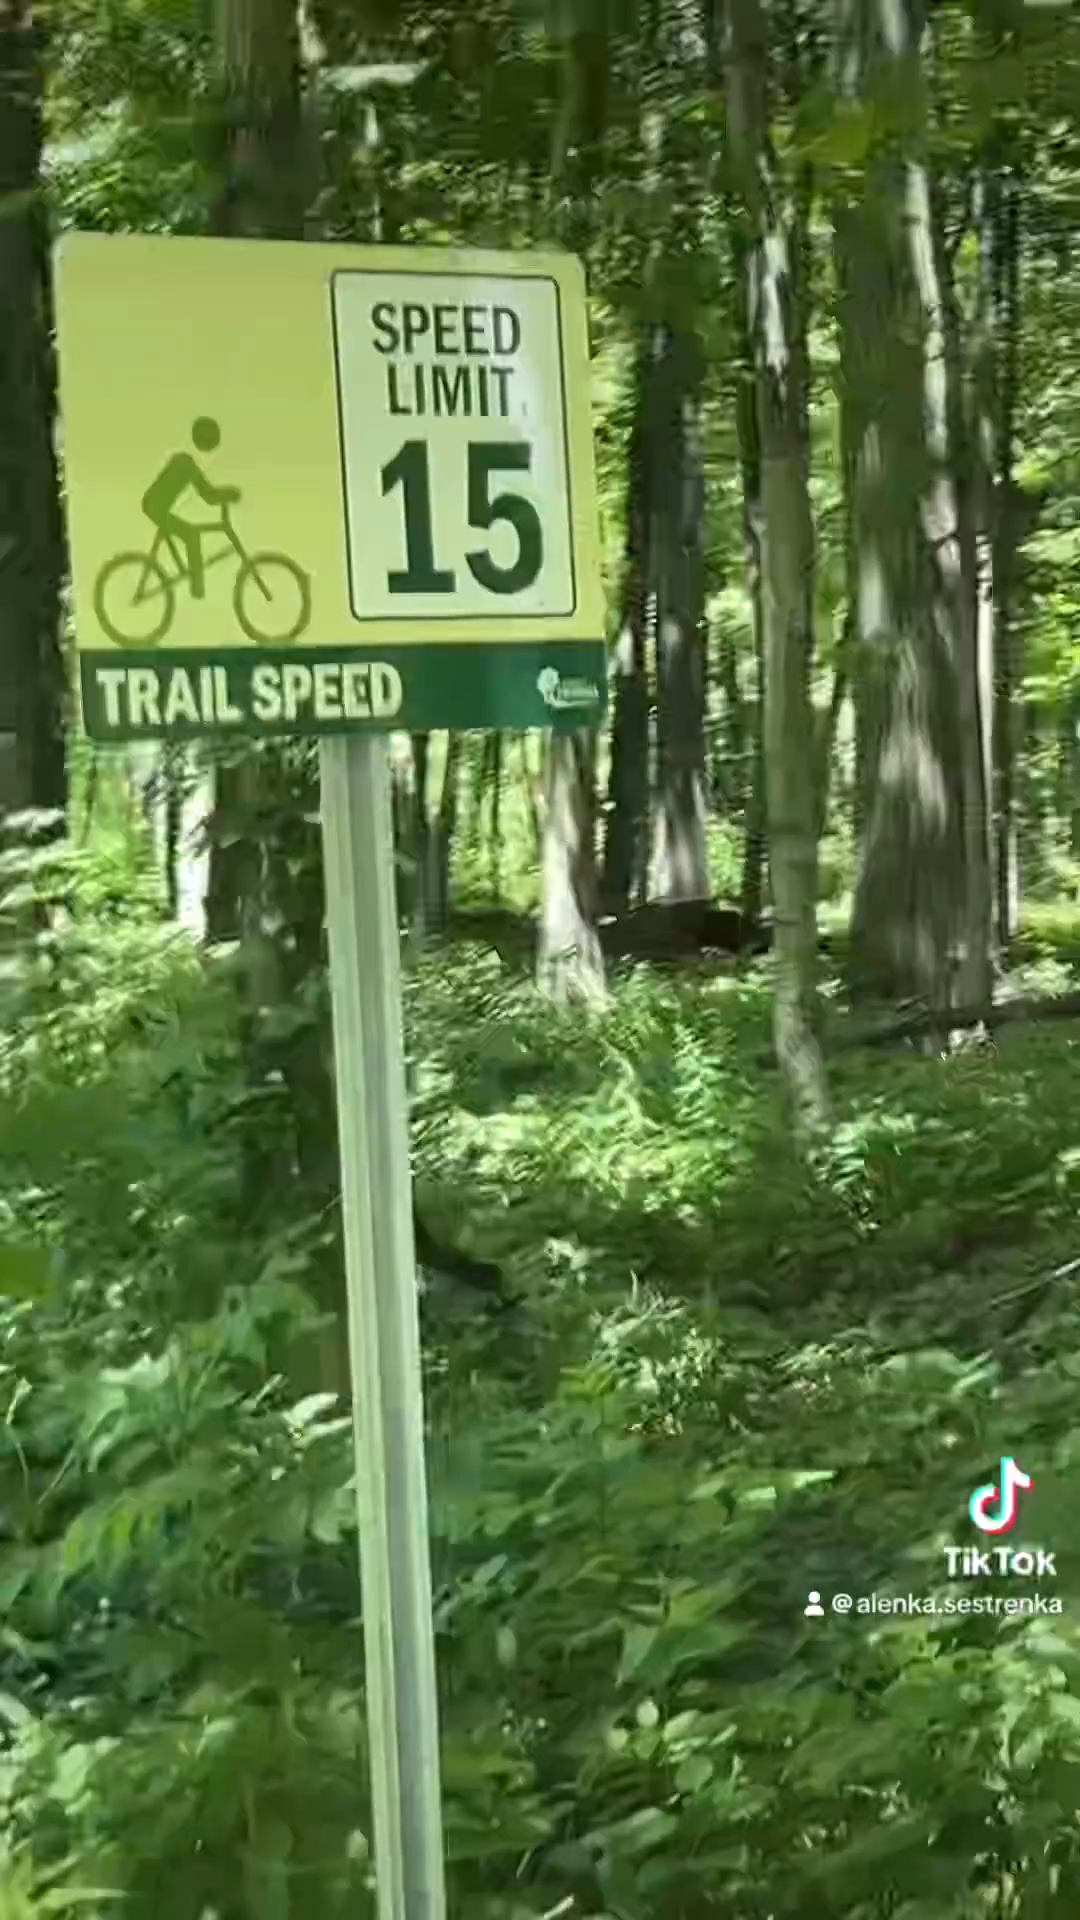 SPEED
LIMIT
15
TRAIL SPEED
TikTok
@alenka.sestrenka